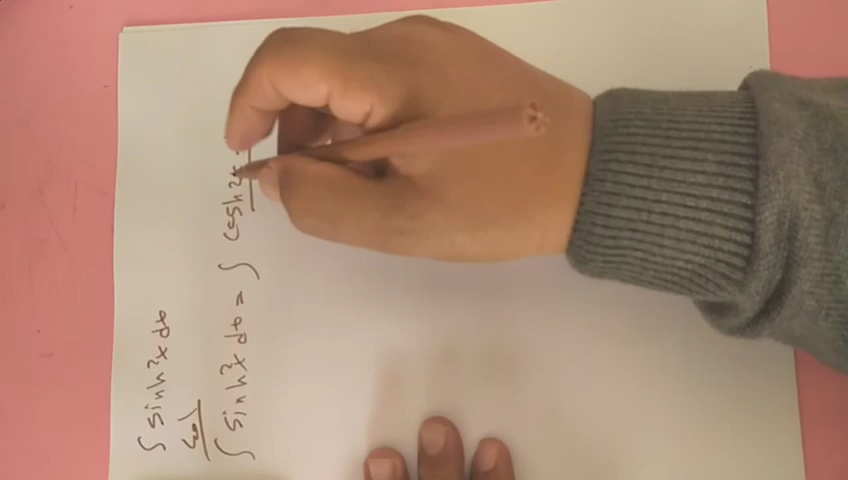 ∫ sinh²x dx
Sol
∫ sinh²x dx = ∫ cosh2x